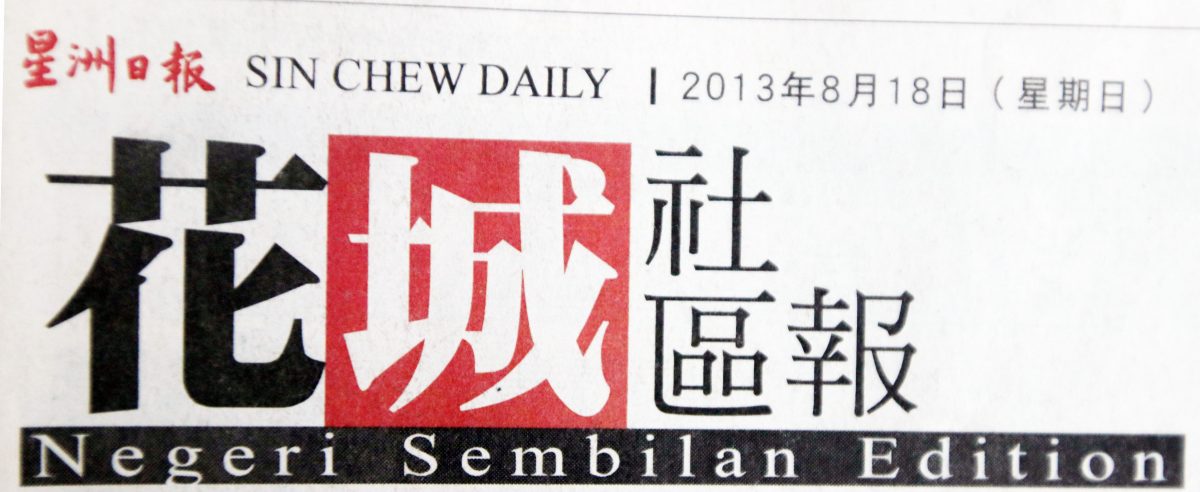 星洲日报 SIN CHEW DAILY | 2013年8月18日（星期日）
花城社區報
Negeri Sembilan Edition